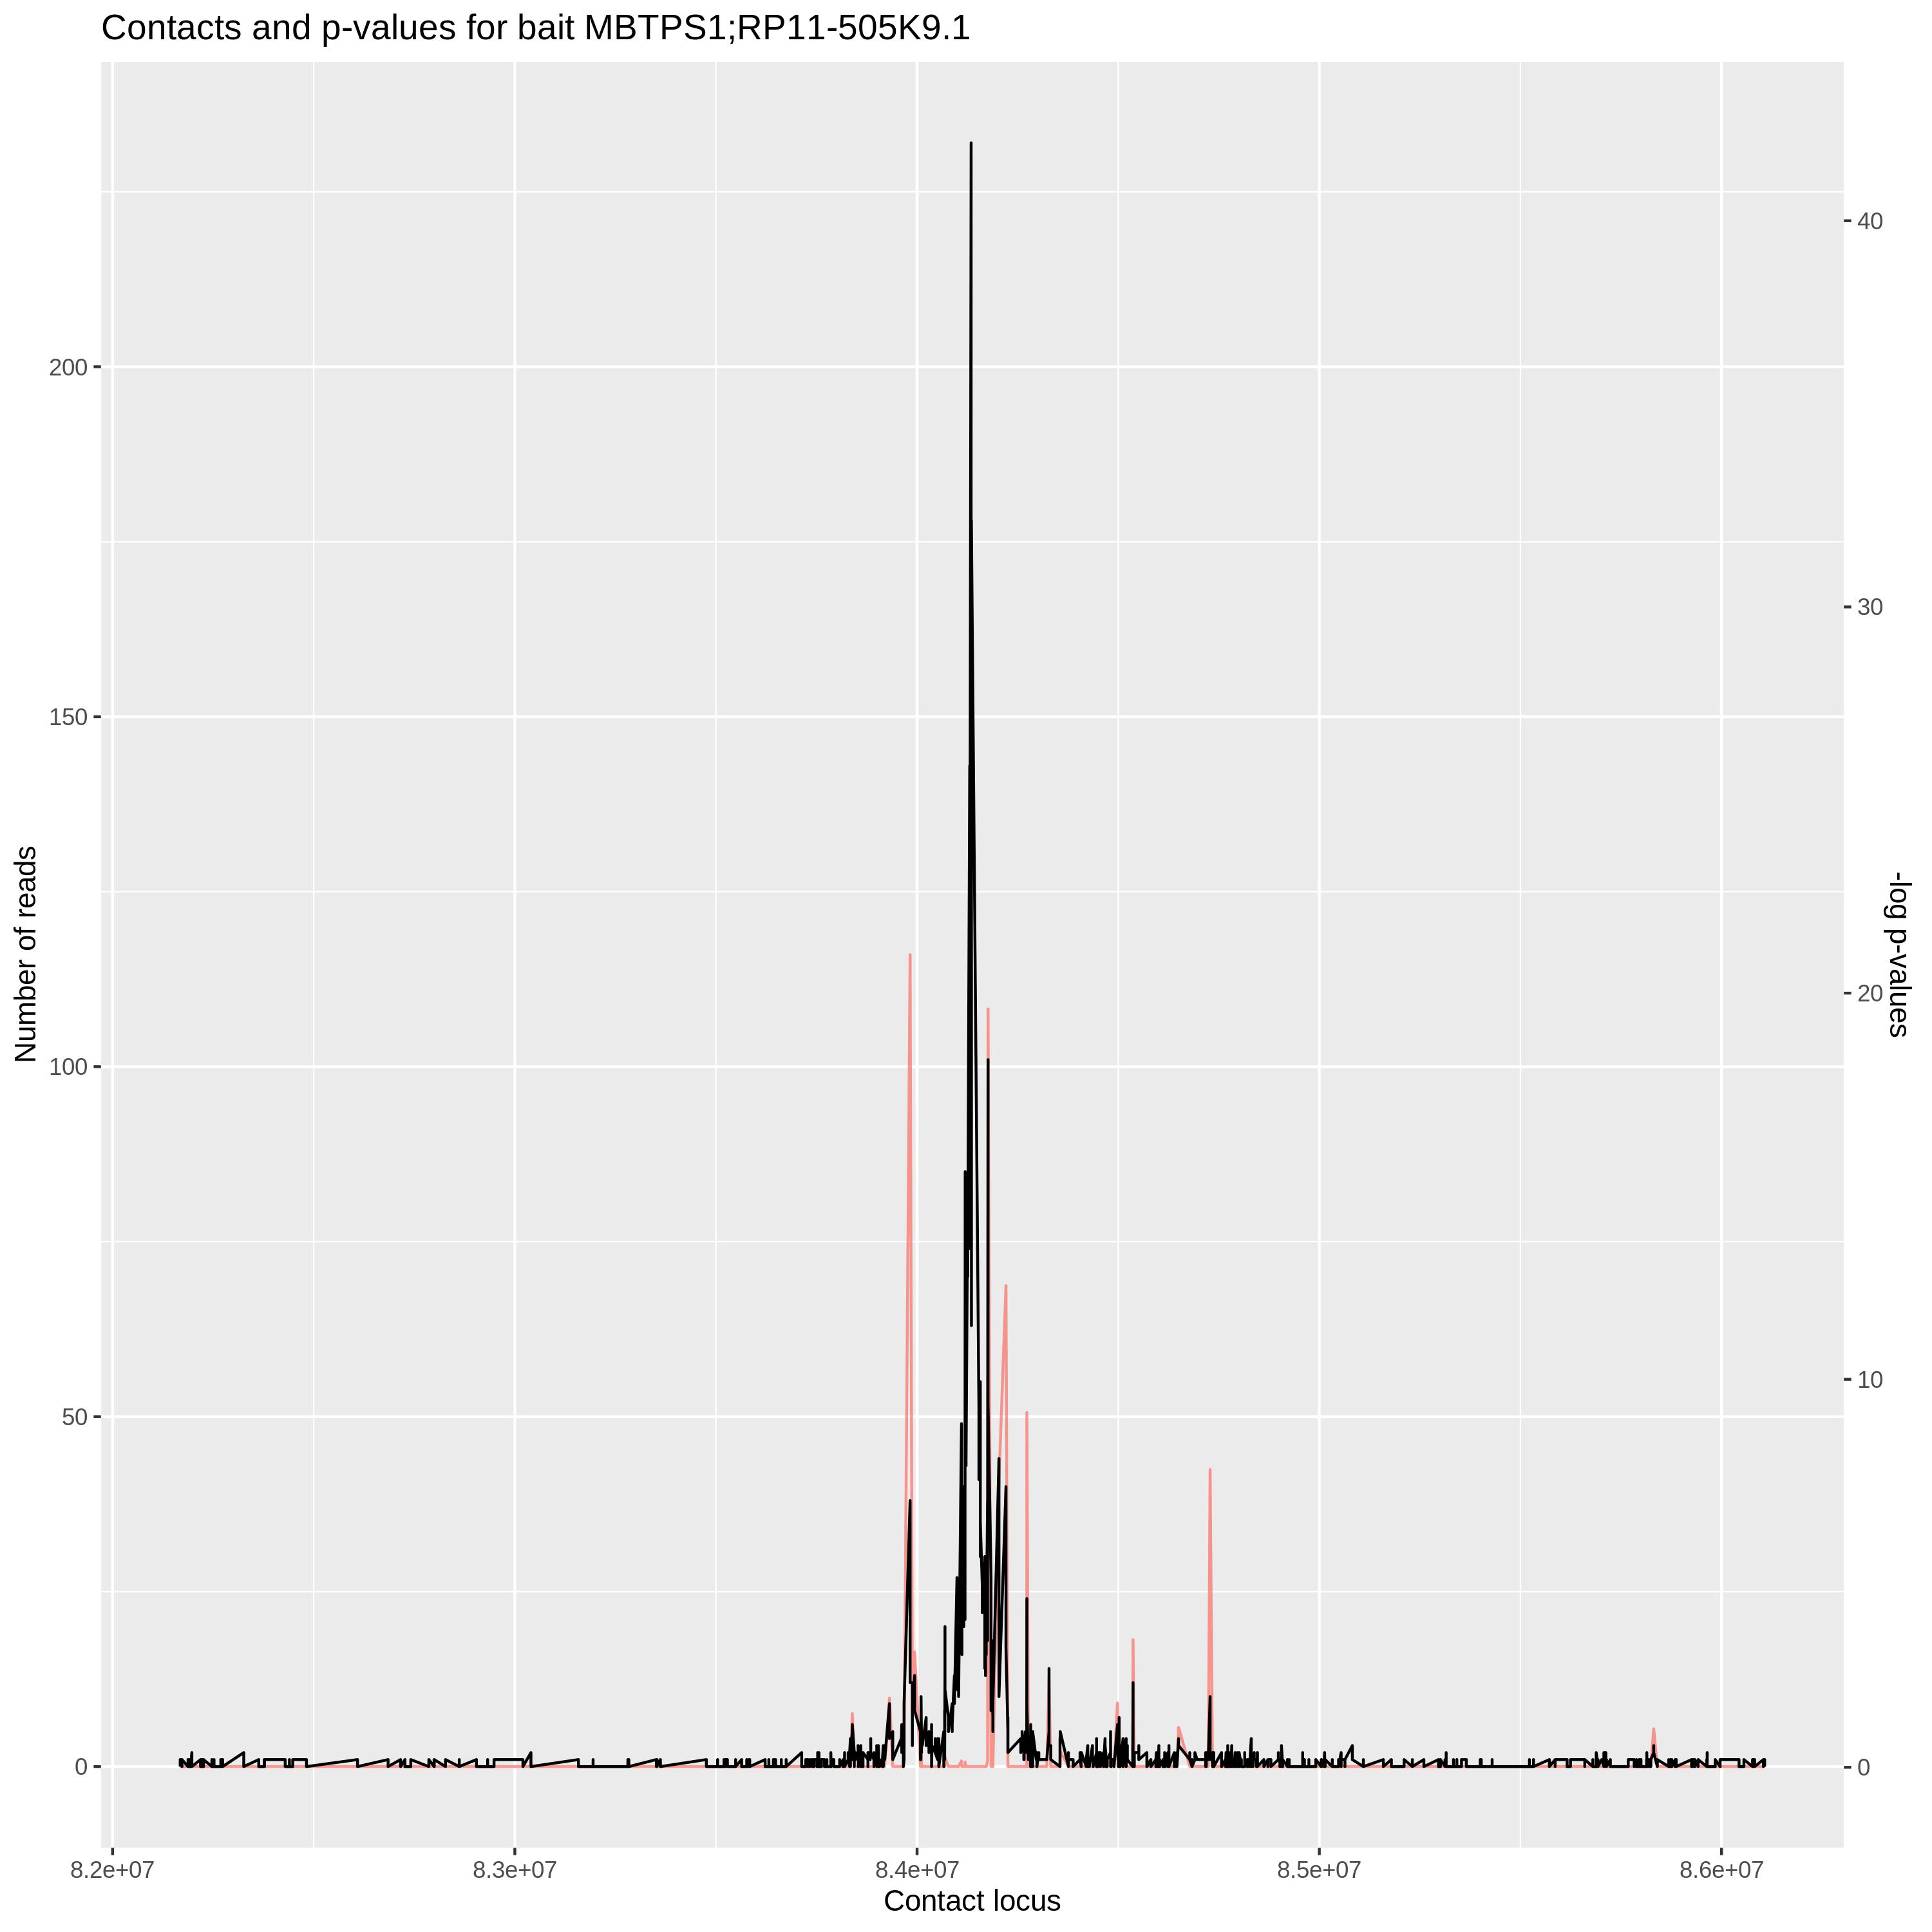 Contacts and p-values for bait MBTPS1;RP11-505K9.1
Number of reads
200
150
100
50
0
40
30
20
10
0
-log p-values
8.2e+07 8.3e+07 8.4e+07 8.5e+07 8.6e+07
Contact locus